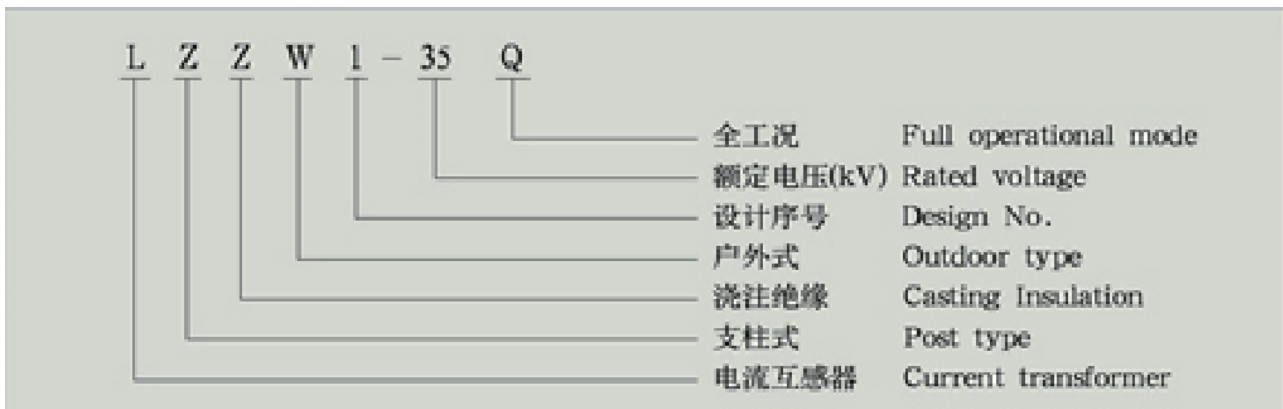 L Z Z W 1 - 35 Q
全工况 Full operational mode
额定电压(kV) Rated voltage
设计序号 Design No.
户外式 Outdoor type
浇注绝缘 Casting Insulation
支柱式 Post type
电流互感器 Current transformer